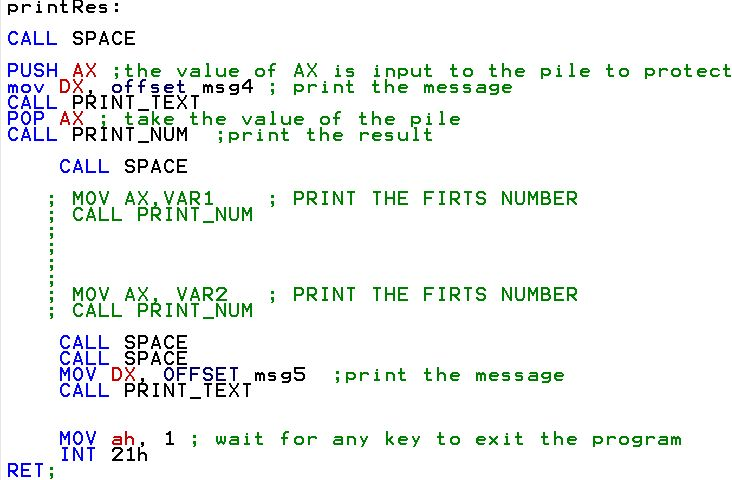 printRes:
CALL SPACE
PUSH AX ;the value of AX is input to the pile to protect
mov DX, offset msg4 ; print the message
CALL PRINT_TEXT
POP AX ; take the value of the pile
CALL PRINT_NUM  ;print the result
CALL SPACE
; MOV AX,VAR1    ; PRINT THE FIRTS NUMBER
; CALL PRINT_NUM
;
;
;
;
; MOV AX, VAR2   ; PRINT THE FIRTS NUMBER
; CALL PRINT_NUM
CALL SPACE
CALL SPACE
MOV DX, OFFSET msg5  ;print the message
CALL PRINT_TEXT
MOV ah, 1 ; wait for any key to exit the program
INT 21h
RET;